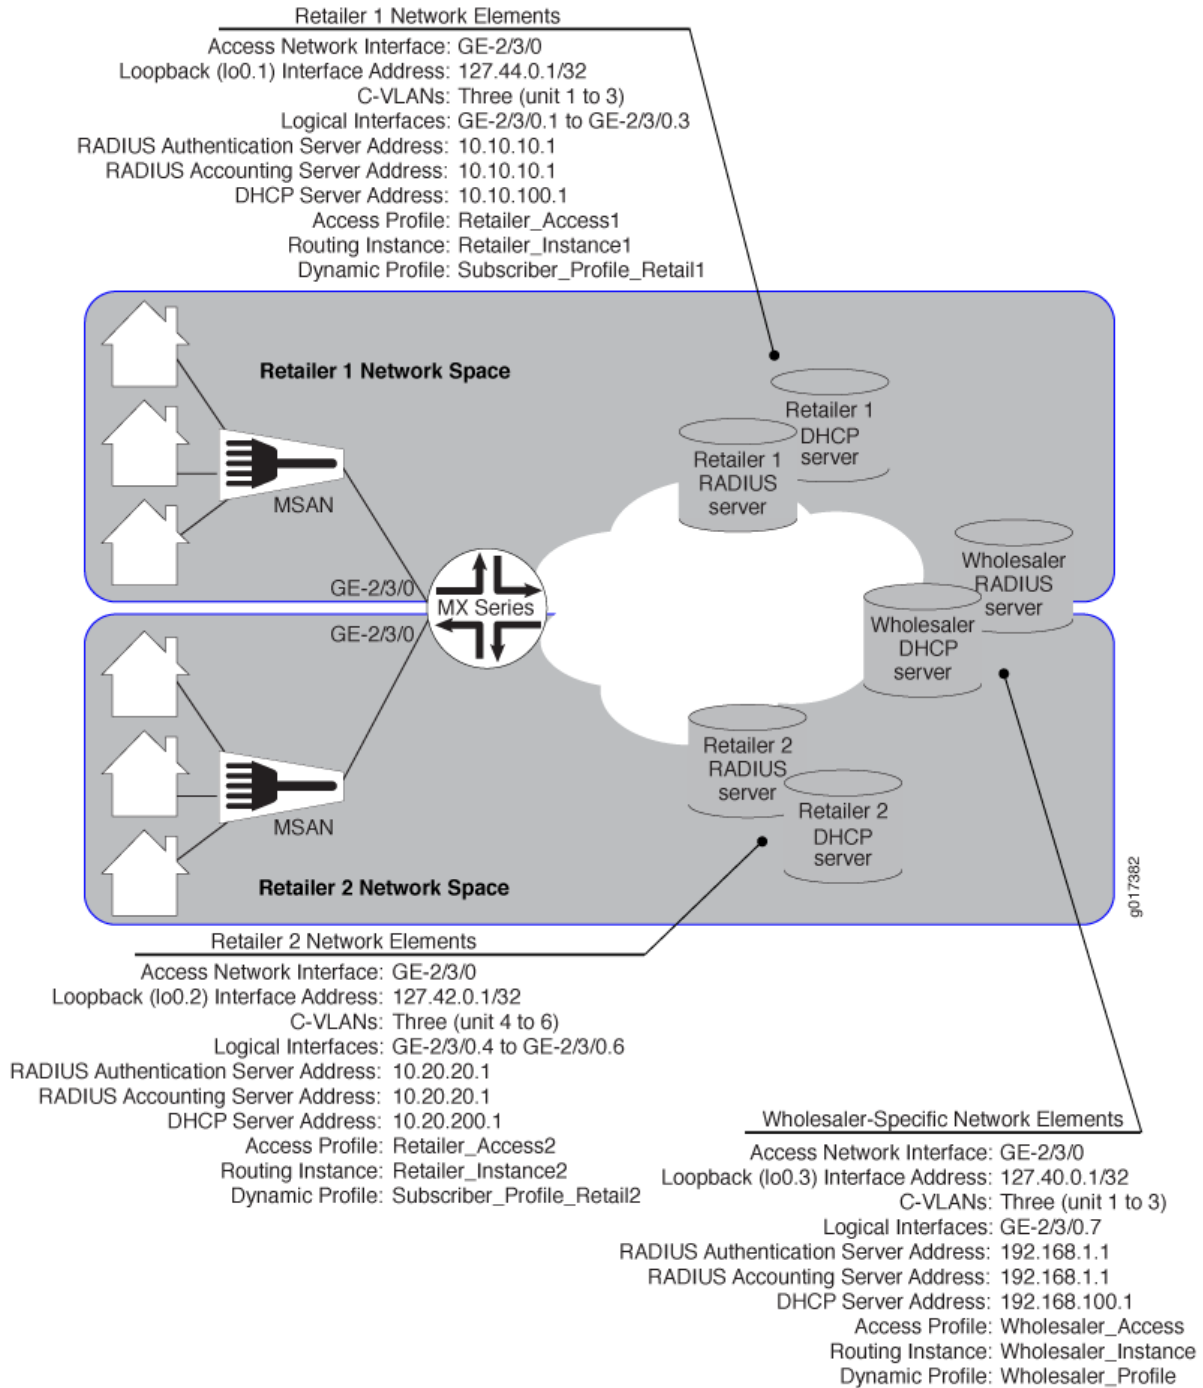 Retailer 1 Network Elements
Access Network Interface: GE-2/3/0
Loopback (lo0.1) Interface Address: 127.44.0.1/32
C-VLANs: Three (unit 1 to 3)
Logical Interfaces: GE-2/3/0.1 to GE-2/3/0.3
RADIUS Authentication Server Address: 10.10.10.1
RADIUS Accounting Server Address: 10.10.10.1
DHCP Server Address: 10.10.100.1
Access Profile: Retailer_Access1
Routing Instance: Retailer_Instance1
Dynamic Profile: Subscriber_Profile_Retail1
Retailer 1 Network Space
Retailer 1
DHCP
server
Retailer 1
RADIUS
server
MSAN
GE-2/3/0
MX Series
GE-2/3/0
Wholesaler
RADIUS
server
Wholesaler
DHCP
server
Retailer 2
RADIUS
server
Retailer 2
DHCP
server
MSAN
Retailer 2 Network Space
g017382
Retailer 2 Network Elements
Access Network Interface: GE-2/3/0
Loopback (lo0.2) Interface Address: 127.42.0.1/32
C-VLANs: Three (unit 4 to 6)
Logical Interfaces: GE-2/3/0.4 to GE-2/3/0.6
RADIUS Authentication Server Address: 10.20.20.1
RADIUS Accounting Server Address: 10.20.20.1
DHCP Server Address: 10.20.200.1
Access Profile: Retailer_Access2
Routing Instance: Retailer_Instance2
Dynamic Profile: Subscriber_Profile_Retail2
Wholesaler-Specific Network Elements
Access Network Interface: GE-2/3/0
Loopback (lo0.3) Interface Address: 127.40.0.1/32
C-VLANs: Three (unit 1 to 3)
Logical Interfaces: GE-2/3/0.7
RADIUS Authentication Server Address: 192.168.1.1
RADIUS Accounting Server Address: 192.168.1.1
DHCP Server Address: 192.168.100.1
Access Profile: Wholesaler_Access
Routing Instance: Wholesaler_Instance
Dynamic Profile: Wholesaler_Profile